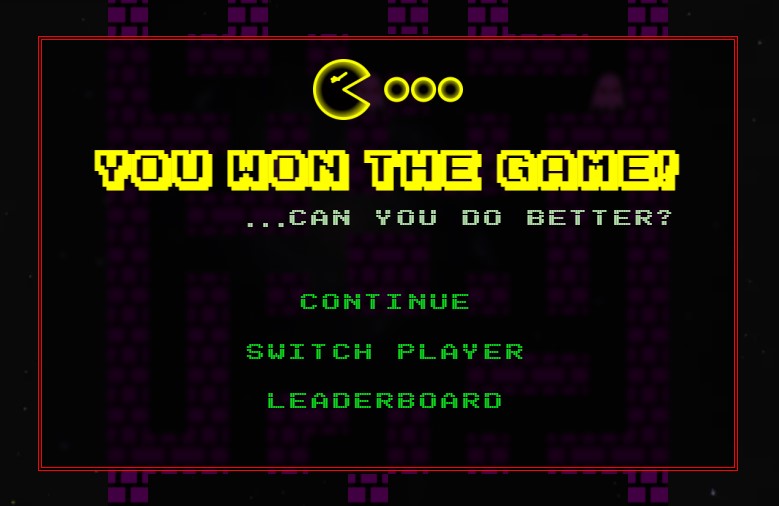 YOU WON THE GAME!
...CAN YOU DO BETTER?
CONTINUE
SWITCH PLAYER
LEADERBOARD